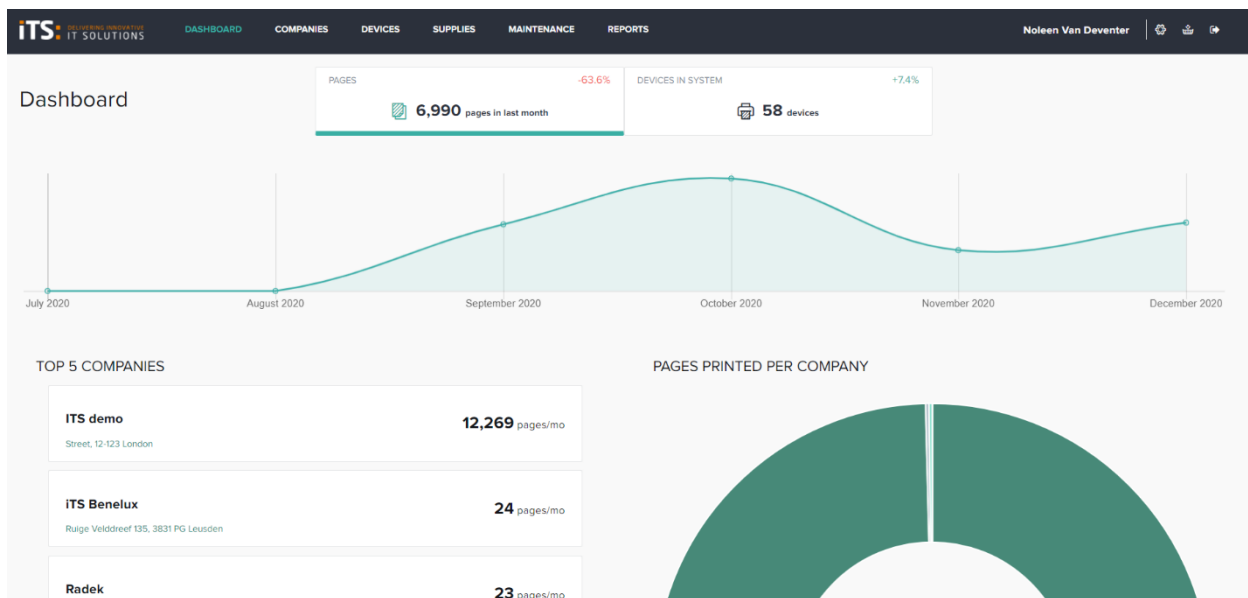 iTS: DELIVERING INNOVATIVE IT SOLUTIONS
DASHBOARD COMPANIES DEVICES SUPPLIES MAINTENANCE REPORTS Noleen Van Deventer
Dashboard
PAGES -63.6%
6,990 pages in last month
DEVICES IN SYSTEM +7.4%
58 devices
July 2020 August 2020 September 2020 October 2020 November 2020 December 2020
TOP 5 COMPANIES
ITS demo 12,269 pages/mo
Street, 12-123 London
iTS Benelux 24 pages/mo
Ruige Velddreef 135, 3831 PG Leusden
Radek 23 pages/mo
PAGES PRINTED PER COMPANY